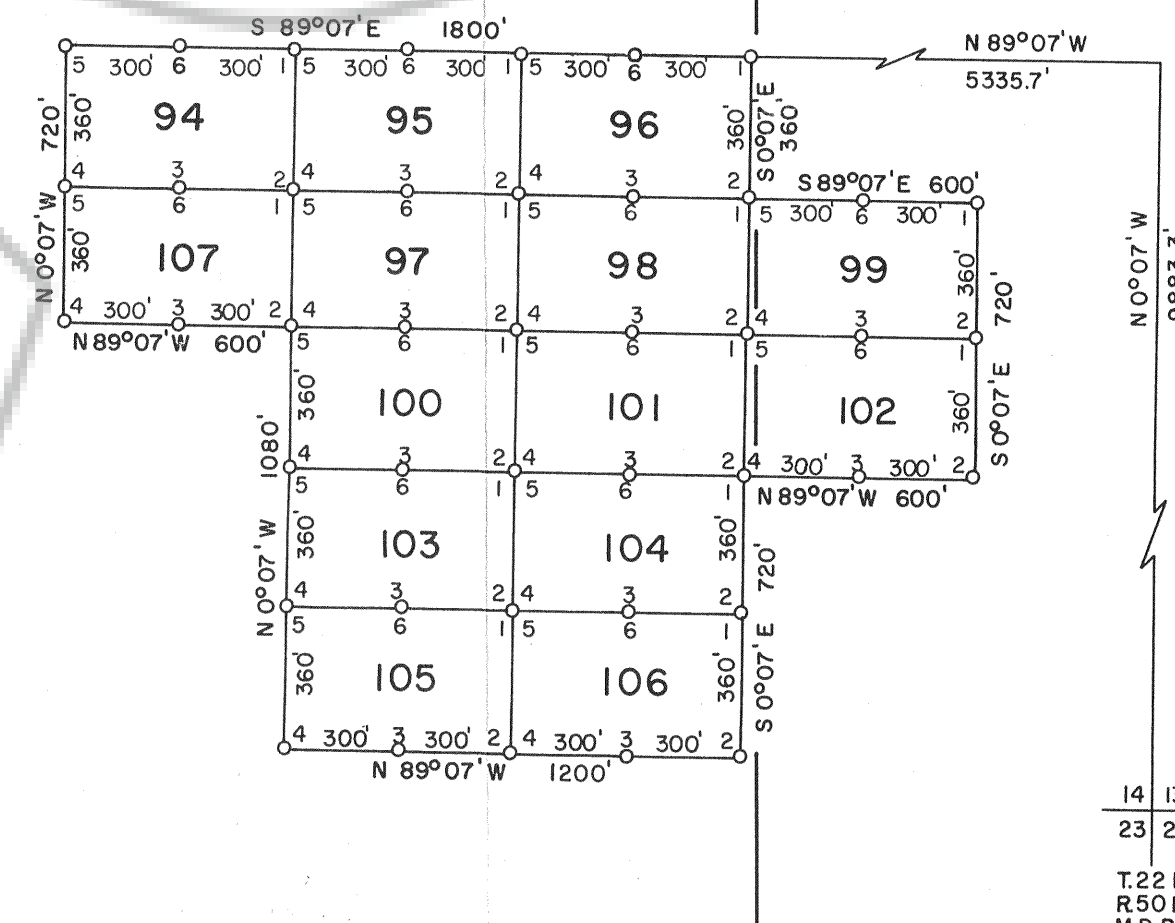 S 89°07'E 1800'
N 89°07'W
5335.7'
5 300' 6 300' 1 5 300' 6 300' 1 5 300' 6 300' 1
720' 360' 94 95 96 360' S 0°07'E 360'
4 3 2 4 3 2 4 3 2
S 89°07'E 600'
5 6 1 5 6 1 5 6 1 5 300' 6 300' 1
N 0°07'W 360' 107 97 98 99 360' 720'
N 0°07'W
4 300' 3 300' 2 4 3 2 4 3 2 4 3 2
N 89°07'W 600'
5 6 1 5 6 1 5 6 1
360' 100 101 102 360' S 0°07'E
1080'
4 3 2 4 3 2 4 300' 3 300' 2
5 6 1 5 6 1
N 89°07'W 600'
N 0°07'W 360' 103 104 360' 720'
4 3 2 4 3 2
5 6 1 5 6 1
360' 105 106 360' S 0°07'E
4 300' 3 300' 2 4 300' 3 300' 2
N 89°07'W 1200'
14
23
T.22
R.50